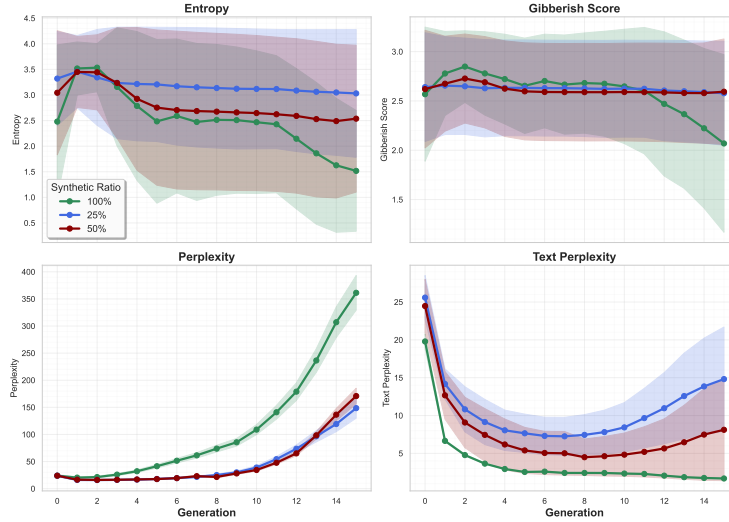 Entropy
Gibberish Score
4.5
4.0
3.5
3.0
2.5
2.0
1.5
1.0
0.5
Entropy
Synthetic Ratio
100%
25%
50%
3.0
2.5
2.0
1.5
Gibberish Score
Perplexity
Text Perplexity
400
350
300
250
200
150
100
50
0
Perplexity
0 2 4 6 8 10 12 14
Generation
25
20
15
10
5
Text Perplexity
0 2 4 6 8 10 12 14
Generation